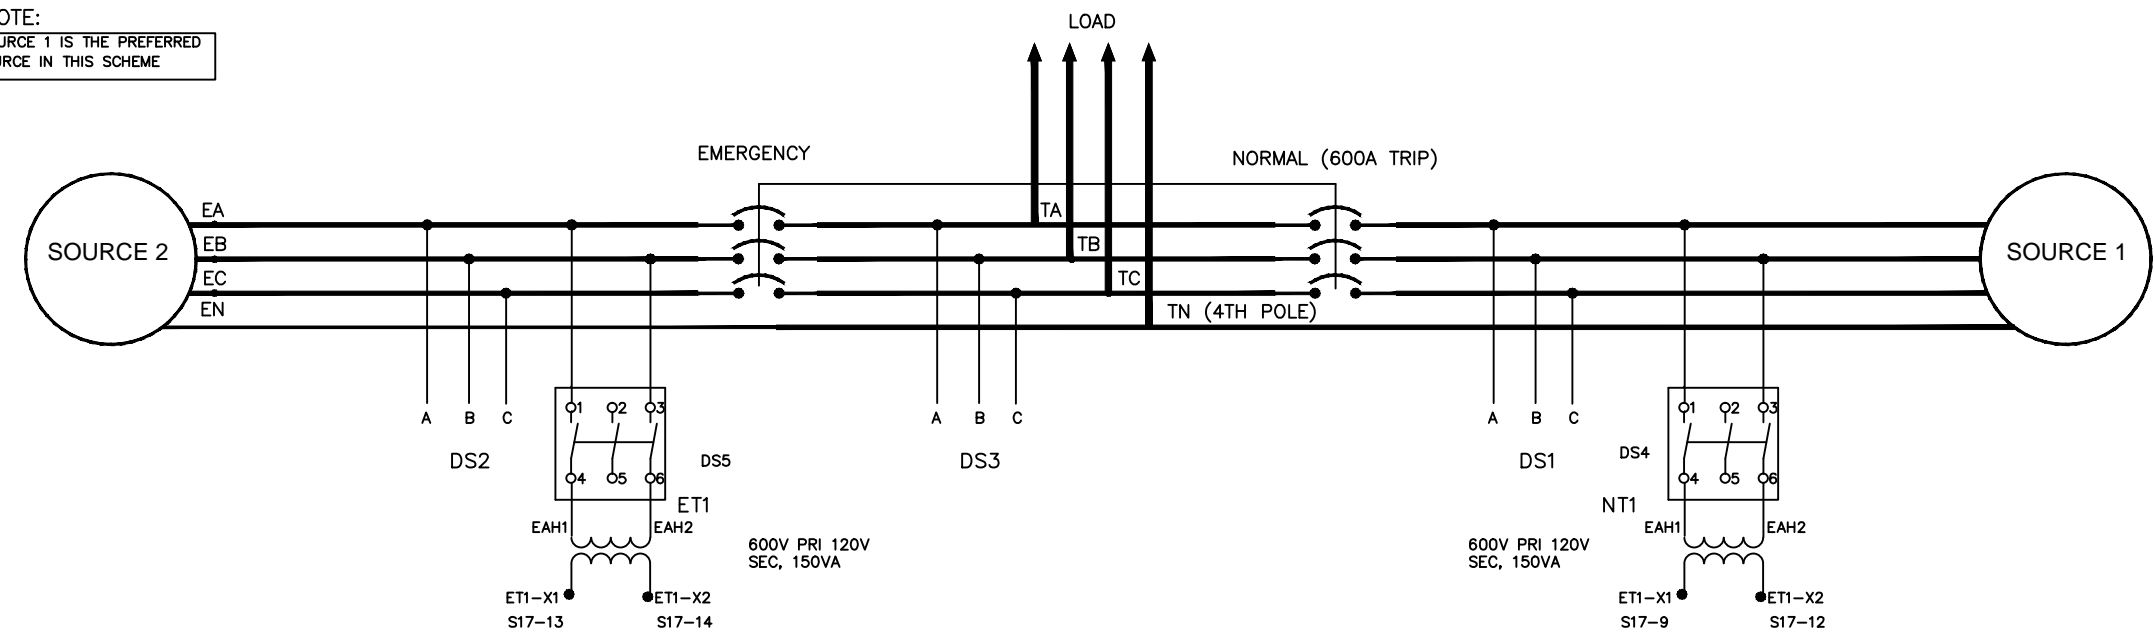 OTE:
URCE 1 IS THE PREFERRED
URCE IN THIS SCHEME
LOAD
EMERGENCY
NORMAL (600A TRIP)
SOURCE 2
EA
EB
EC
EN
TA
TB
TC
TN (4TH POLE)
SOURCE 1
A B C
DS2
1 2 3
4 5 6
DS5
ET1
EAH1 EAH2
600V PRI 120V
SEC, 150VA
ET1-X1 ET1-X2
S17-13 S17-14
A B C
DS3
A B C
DS1
1 2 3
4 5 6
DS4
NT1
EAH1 EAH2
600V PRI 120V
SEC, 150VA
ET1-X1 ET1-X2
S17-9 S17-12